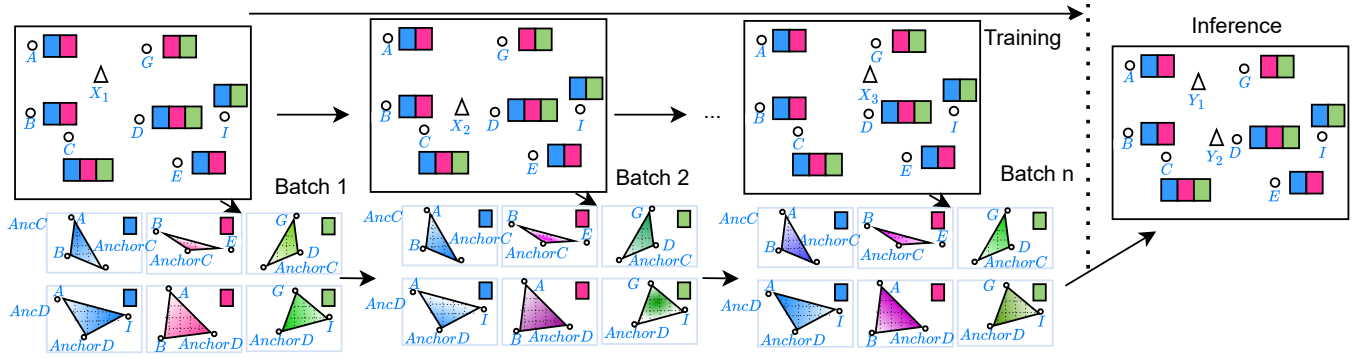 Training
Inference
A
G
X1
B
D
I
C
E
A
G
B
X2
D
I
C
E
...
A
G
X3
B
D
I
C
E
A
G
Y1
B
Y2
D
I
C
E
Batch 1
Batch 2
Batch n
AncC
A
B
AnchorC
B
E
AnchorC
G
D
AnchorC
AncD
A
I
AnchorD
A
B
AnchorD
G
I
AnchorD
AncC
A
B
AnchorC
B
E
AnchorC
G
D
AnchorC
AncD
A
I
AnchorD
A
B
AnchorD
G
I
AnchorD
AncC
A
B
AnchorC
B
E
AnchorC
G
D
AnchorC
AncD
A
I
AnchorD
A
B
AnchorD
G
I
AnchorD